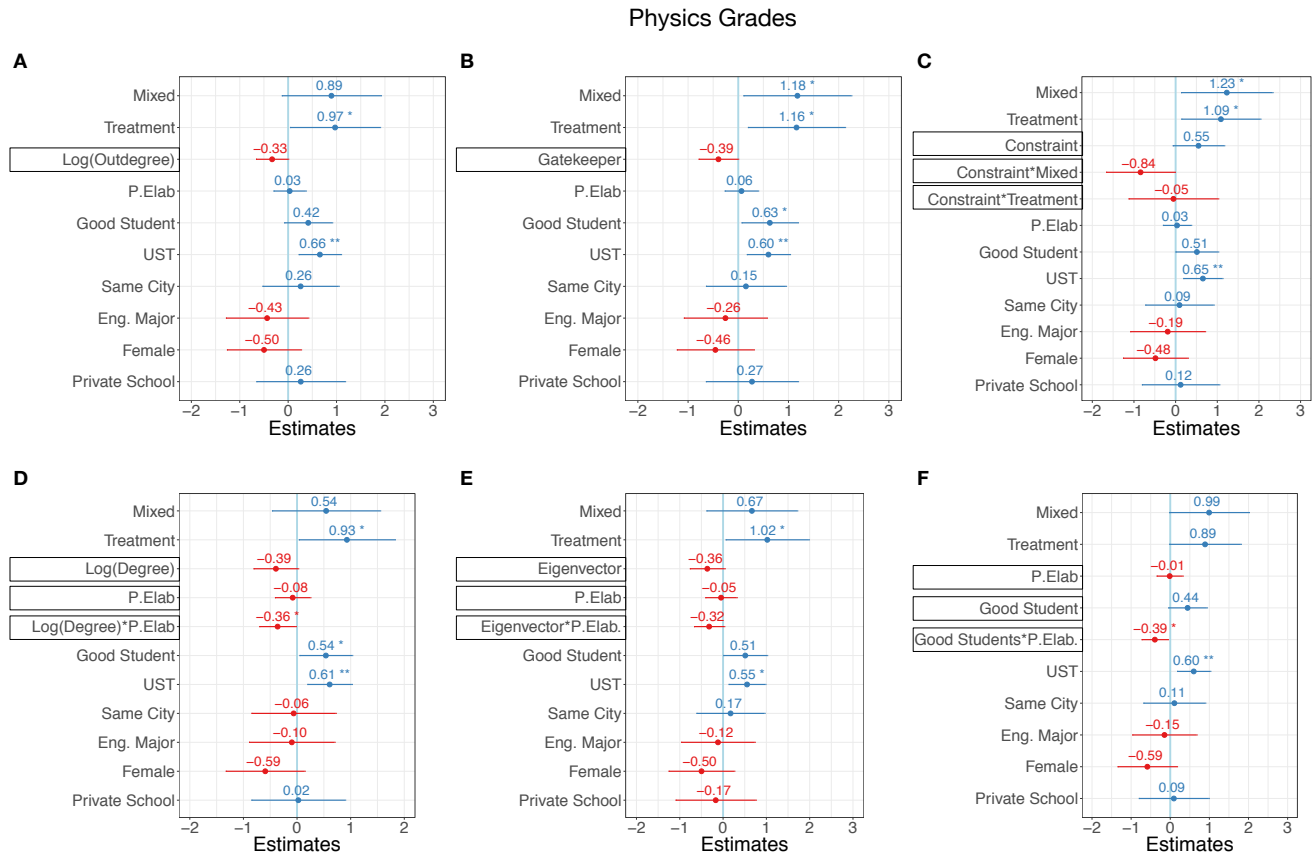 Physics Grades
A
Mixed 0.89
Treatment 0.97 *
Log(Outdegree) −0.33
P.Elab 0.03
Good Student 0.42
UST 0.66 **
Same City 0.26
Eng. Major −0.43
Female −0.50
Private School 0.26
−2 −1 0 1 2 3
Estimates
B
Mixed 1.18 *
Treatment 1.16 *
Gatekeeper −0.39
P.Elab 0.06
Good Student 0.63 *
UST 0.60 **
Same City 0.15
Eng. Major −0.26
Female −0.46
Private School 0.27
−2 −1 0 1 2 3
Estimates
C
Mixed 1.23 *
Treatment 1.09 *
Constraint 0.55
Constraint*Mixed −0.84
Constraint*Treatment −0.05
P.Elab 0.03
Good Student 0.51
UST 0.65 **
Same City 0.09
Eng. Major −0.19
Female −0.48
Private School 0.12
−2 −1 0 1 2 3
Estimates
D
Mixed 0.54
Treatment 0.93 *
Log(Degree) −0.39
P.Elab −0.08
Log(Degree)*P.Elab −0.36 *
Good Student 0.54 *
UST 0.61 **
Same City −0.06
Eng. Major −0.10
Female −0.59
Private School 0.02
−2 −1 0 1 2
Estimates
E
Mixed 0.67
Treatment 1.02 *
Eigenvector −0.36
P.Elab −0.05
Eigenvector*P.Elab. −0.32
Good Student 0.51
UST 0.55 *
Same City 0.17
Eng. Major −0.12
Female −0.50
Private School −0.17
−2 −1 0 1 2 3
Estimates
F
Mixed 0.99
Treatment 0.89
P.Elab −0.01
Good Student 0.44
Good Students*P.Elab. −0.39 *
UST 0.60 **
Same City 0.11
Eng. Major −0.15
Female −0.59
Private School 0.09
−2 −1 0 1 2 3
Estimates